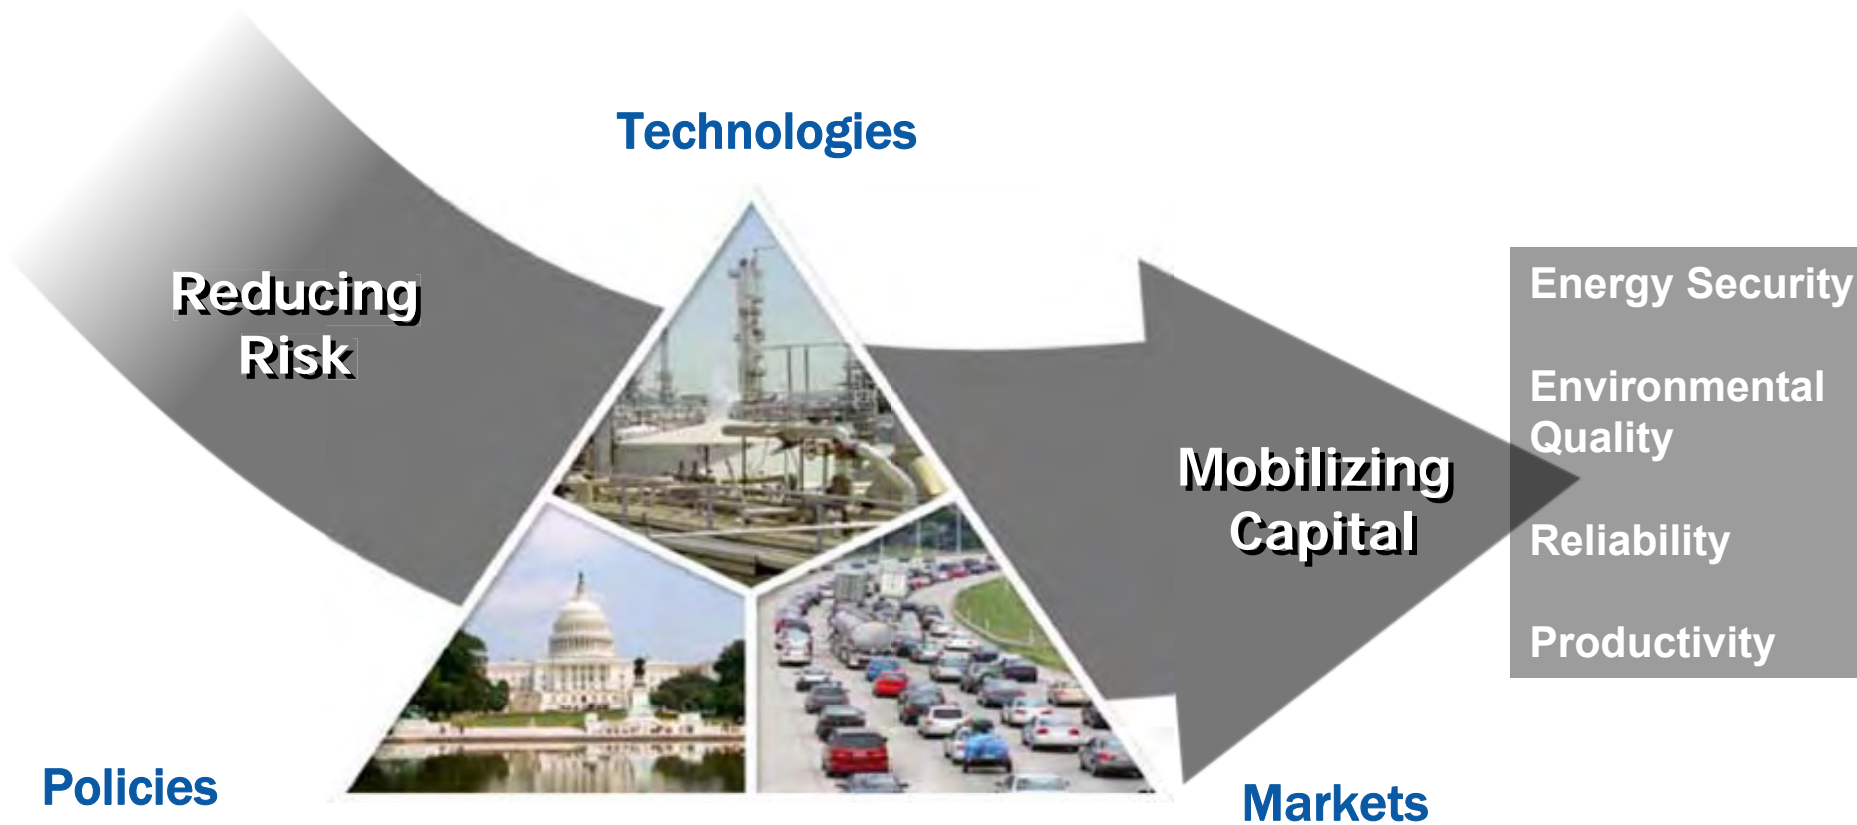 Technologies
Reducing
Risk
Energy Security
Environmental
Quality
Mobilizing
Capital
Reliability
Productivity
Policies
Markets